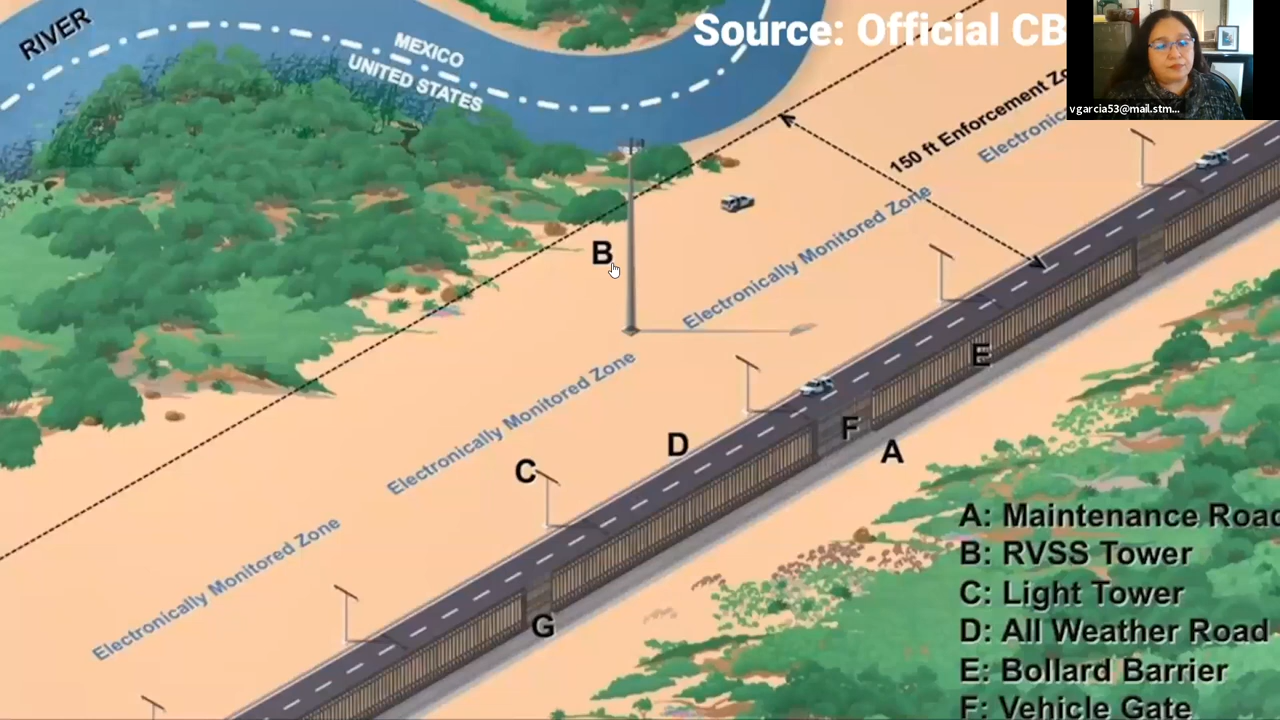 RIVER
MEXICO
UNITED STATES
Source: Official CB
vgarcia53@mail.stm...
150 ft Enforcement Zo
Electronic
Electronically Monitored Zone
B
Electronically Monitored Zone
E
F
D
A
C
Electronically Monitored Zone
G
A: Maintenance Road
B: RVSS Tower
C: Light Tower
D: All Weather Road
E: Bollard Barrier
F: Vehicle Gate